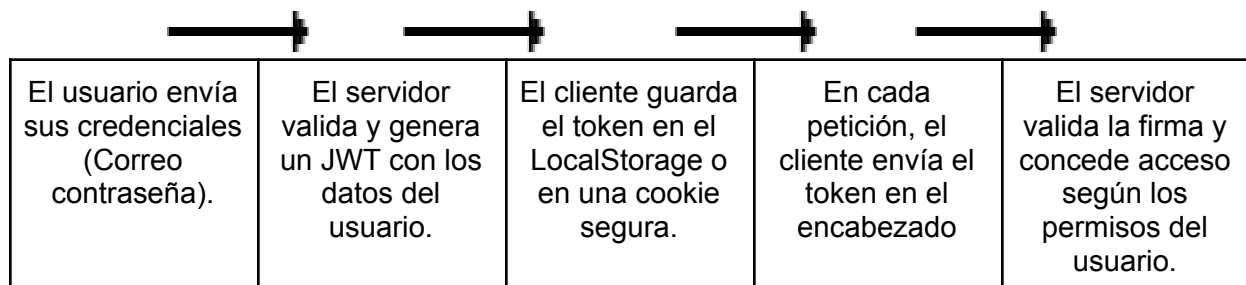 El usuario envía
sus credenciales
(Correo
contraseña).
El servidor
valida y genera
un JWT con los
datos del
usuario.
El cliente guarda
el token en el
LocalStorage o
en una cookie
segura.
En cada
petición, el
cliente envía el
token en el
encabezado
El servidor
valida la firma y
concede acceso
según los
permisos del
usuario.